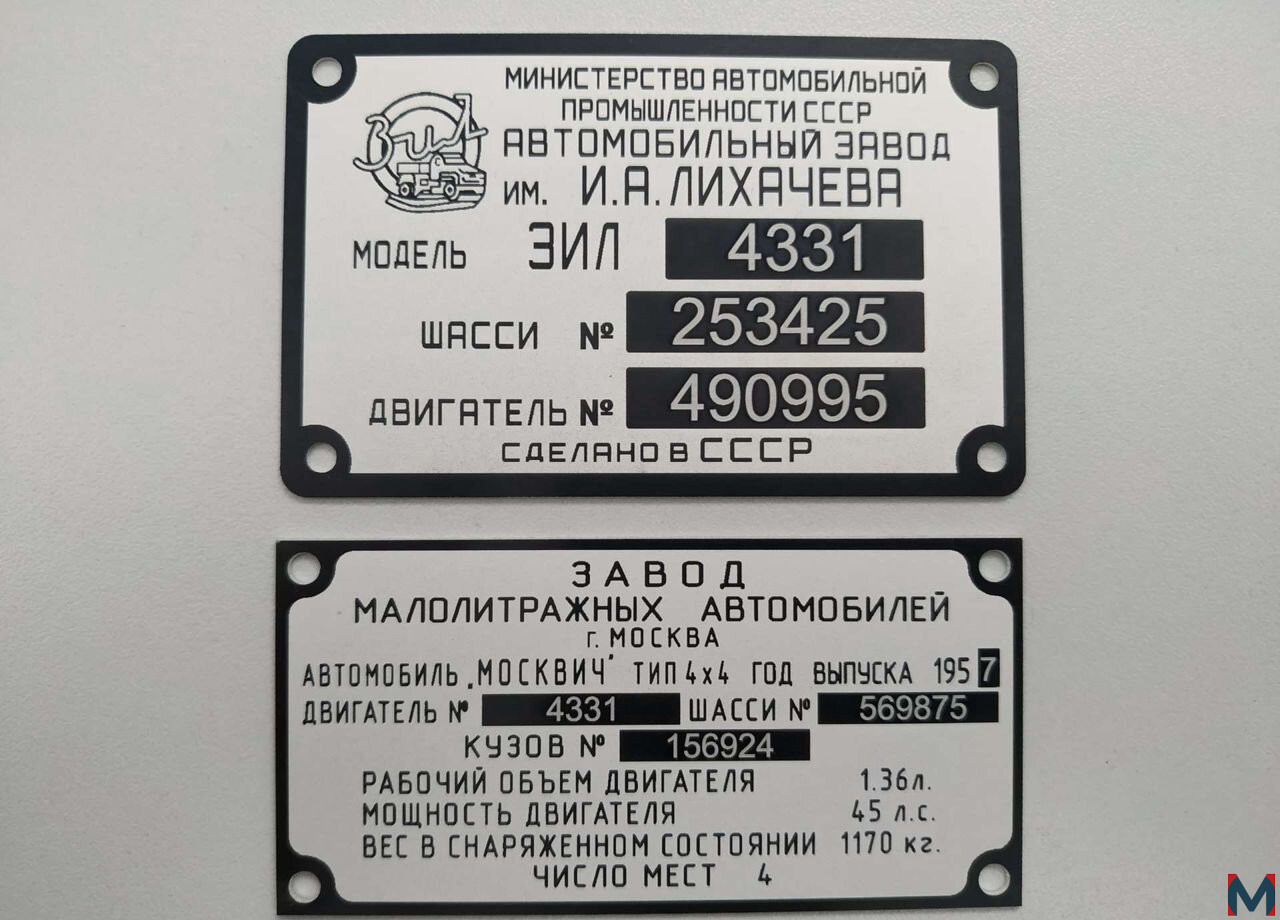 МИНИСТЕРСТВО АВТОМОБИЛЬНОЙ
ПРОМЫШЛЕННОСТИ СССР
ЗИЛ
АВТОМОБИЛЬНЫЙ ЗАВОД
ИМ. И.А. ЛИХАЧЕВА
МОДЕЛЬ ЗИЛ 4331
ШАССИ № 253425
ДВИГАТЕЛЬ № 490995
СДЕЛАНО В СССР
ЗАВОД
МАЛОЛИТРАЖНЫХ АВТОМОБИЛЕЙ
г. МОСКВА
АВТОМОБИЛЬ „МОСКВИЧ" ТИП 4х4 ГОД ВЫПУСКА 1957
ДВИГАТЕЛЬ № 4331 ШАССИ № 569875
КУЗОВ № 156924
РАБОЧИЙ ОБЪЕМ ДВИГАТЕЛЯ 1.36л.
МОЩНОСТЬ ДВИГАТЕЛЯ 45 л.с.
ВЕС В СНАРЯЖЕННОМ СОСТОЯНИИ 1170 кг.
ЧИСЛО МЕСТ 4
М